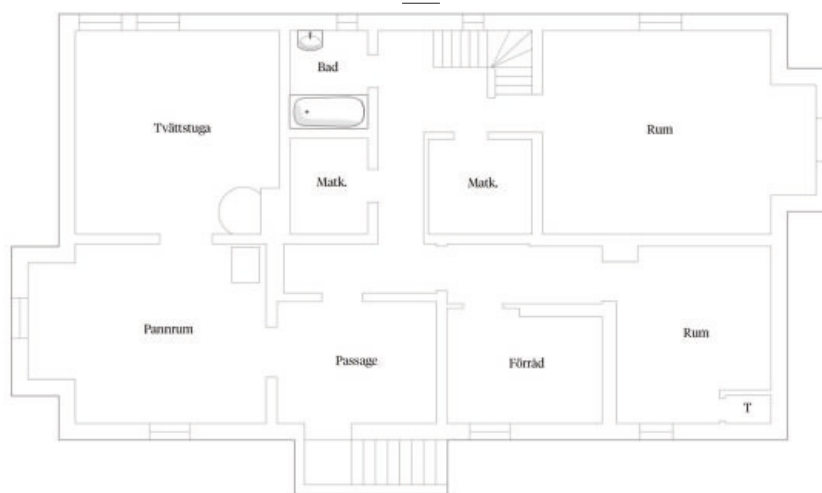 Bad
Tvättstuga
Rum
Matk.
Matk.
Pannrum
Passage
Förråd
Rum
T